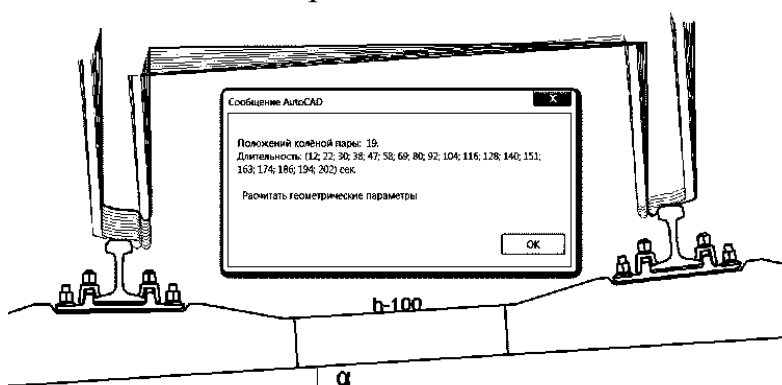 Сообщение AutoCAD
Положений колёной пары: 19.
Длительность: (12; 22; 30; 38; 47; 58; 69; 80; 92; 104; 116; 128; 140; 151;
163; 174; 186; 194; 202) сек.
Расчитать геометрические параметры
OK
h-100
α